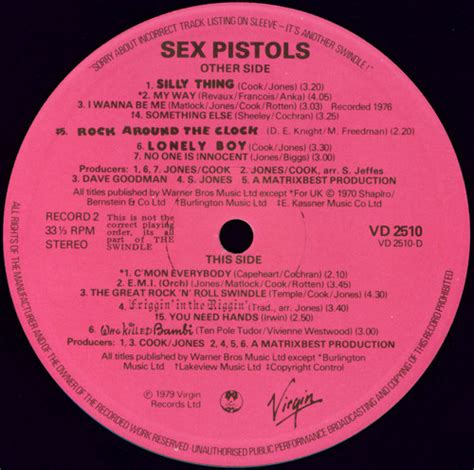 "SORRY ABOUT INCORRECT TRACK LISTING ON SLEEVE – IT'S ANOTHER SWINDLE!"
SEX PISTOLS
OTHER SIDE
1. SILLY THING (Cook/Jones) (3.20)
*2. MY WAY (Revaux/Francois/Anka) (4.05)
3. I WANNA BE ME (Matlock/Jones/Cook/Rotten) (3.03) Recorded 1976
14. SOMETHING ELSE (Sheeley/Cochran) (3.05)
‡5. ROCK AROUND THE CLOCK (D. E. Knight/M. Freedman) (2.20)
6. LONELY BOY (Cook/Jones) (3.20)
7. NO ONE IS INNOCENT (Jones/Biggs) (3.00)
Producers: 1, 6, 7. JONES/COOK 2. JONES/COOK, arr. S. Jeffes
3. DAVE GOODMAN 4. S. JONES 5. A MATRIXBEST PRODUCTION
All titles published by Warner Bros Music Ltd except *For UK © 1970 Shapiro/
Bernstein & Co Ltd †Burlington Music Ltd ‡E. Kassner Music Co Ltd
RECORD 2
33⅓ RPM
STEREO
This is not the
correct playing
order, its all
part of THE
SWINDLE
VD 2510
VD 2510-D
THIS SIDE
*1. C'MON EVERYBODY (Capeheart/Cochran) (2.10)
2. E.M.I. (Orch) (Jones/Matlock/Cook/Rotten) (3.23)
3. THE GREAT ROCK 'N' ROLL SWINDLE (Temple/Cook/Jones) (3.30)
4. Friggin' in the Riggin' (Trad., arr. Jones) (3.35)
15. YOU NEED HANDS (Irwin) (2.50)
6. Who Killed Bambi (Ten Pole Tudor/Vivienne Westwood) (3.00)
Producers: 1, 3. COOK/JONES 2, 4, 5, 6. A MATRIXBEST PRODUCTION
All titles published by Warner Bros Music Ltd except *Burlington
Music Ltd †Lakeview Music Ltd ‡Copyright Control
℗ 1979 Virgin
Records Ltd
Virgin
ALL RIGHTS OF THE MANUFACTURER AND OF THE OWNER OF THE RECORDED WORK RESERVED UNAUTHORISED PUBLIC PERFORMANCE BROADCASTING AND COPYING OF THIS RECORD PROHIBITED